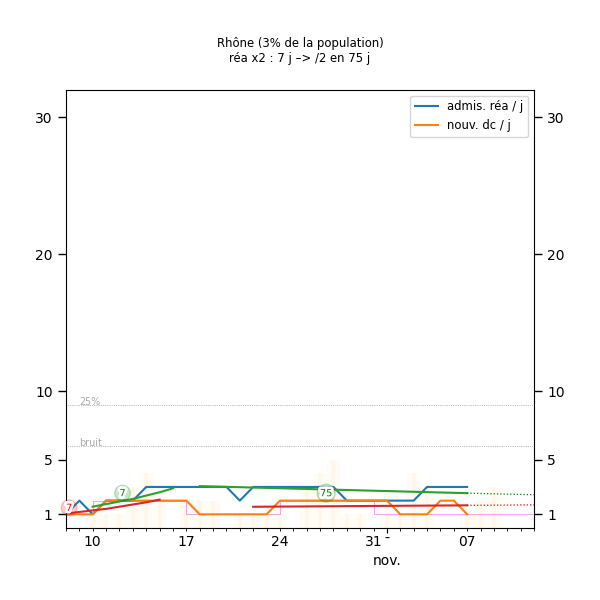 Rhône (3% de la population)
réa x2 : 7 j –> /2 en 75 j
admis. réa / j
nouv. dc / j
30 30
20 20
10 10
25%
bruit
5 5
7 7 75
1 1
10 17 24 31 07
nov.